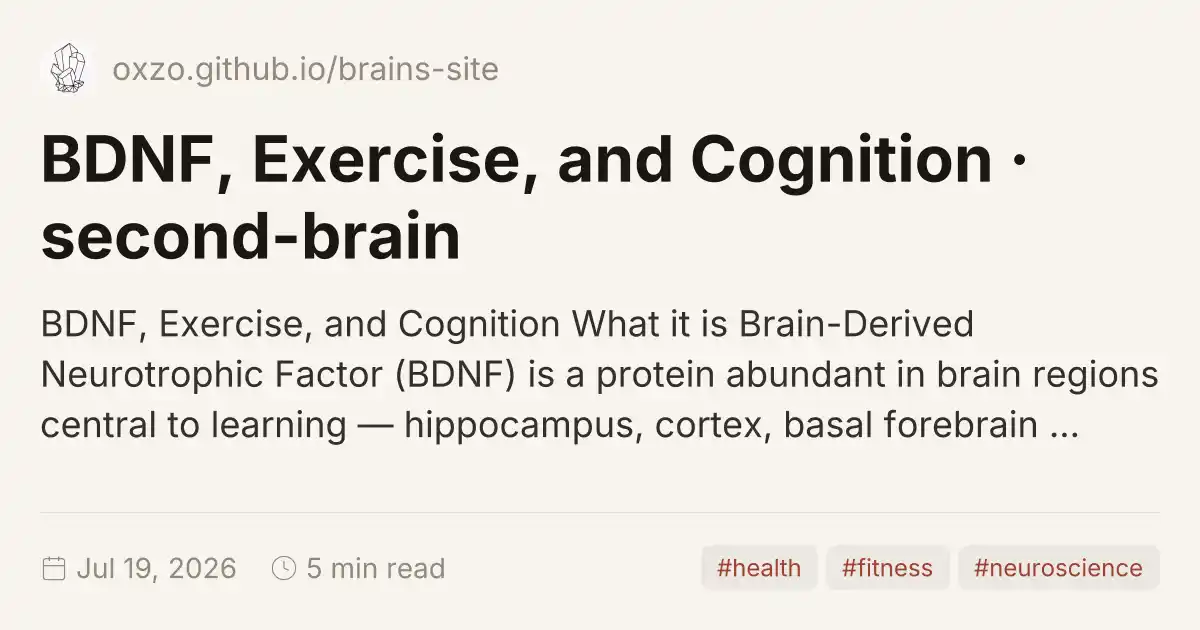 oxzo.github.io/brains-site
BDNF, Exercise, and Cognition ·
second-brain
BDNF, Exercise, and Cognition What it is Brain-Derived
Neurotrophic Factor (BDNF) is a protein abundant in brain regions
central to learning — hippocampus, cortex, basal forebrain ...
Jul 19, 2026 5 min read #health #fitness #neuroscience